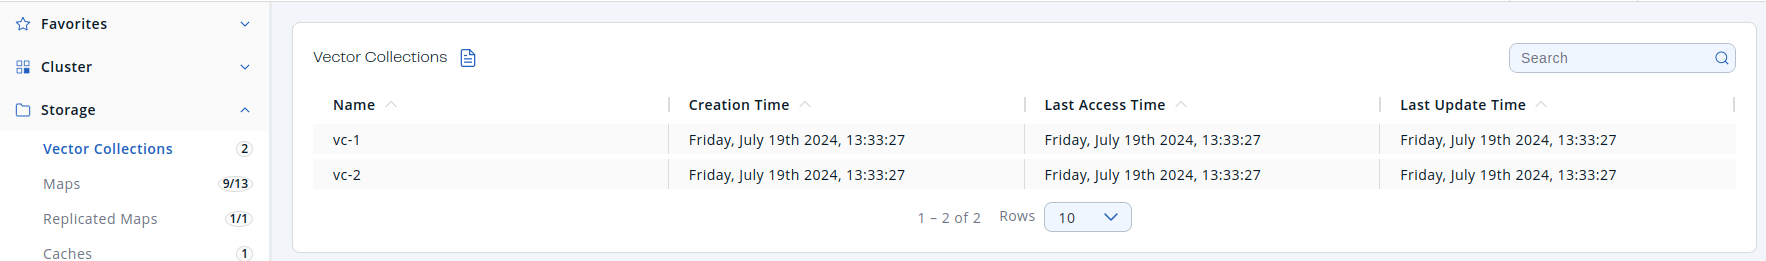 Favorites
Cluster
Storage
Vector Collections 2
Maps 9/13
Replicated Maps 1/1
Caches 1
Vector Collections
Search
Name Creation Time Last Access Time Last Update Time
vc-1 Friday, July 19th 2024, 13:33:27 Friday, July 19th 2024, 13:33:27 Friday, July 19th 2024, 13:33:27
vc-2 Friday, July 19th 2024, 13:33:27 Friday, July 19th 2024, 13:33:27 Friday, July 19th 2024, 13:33:27
1 – 2 of 2 Rows 10